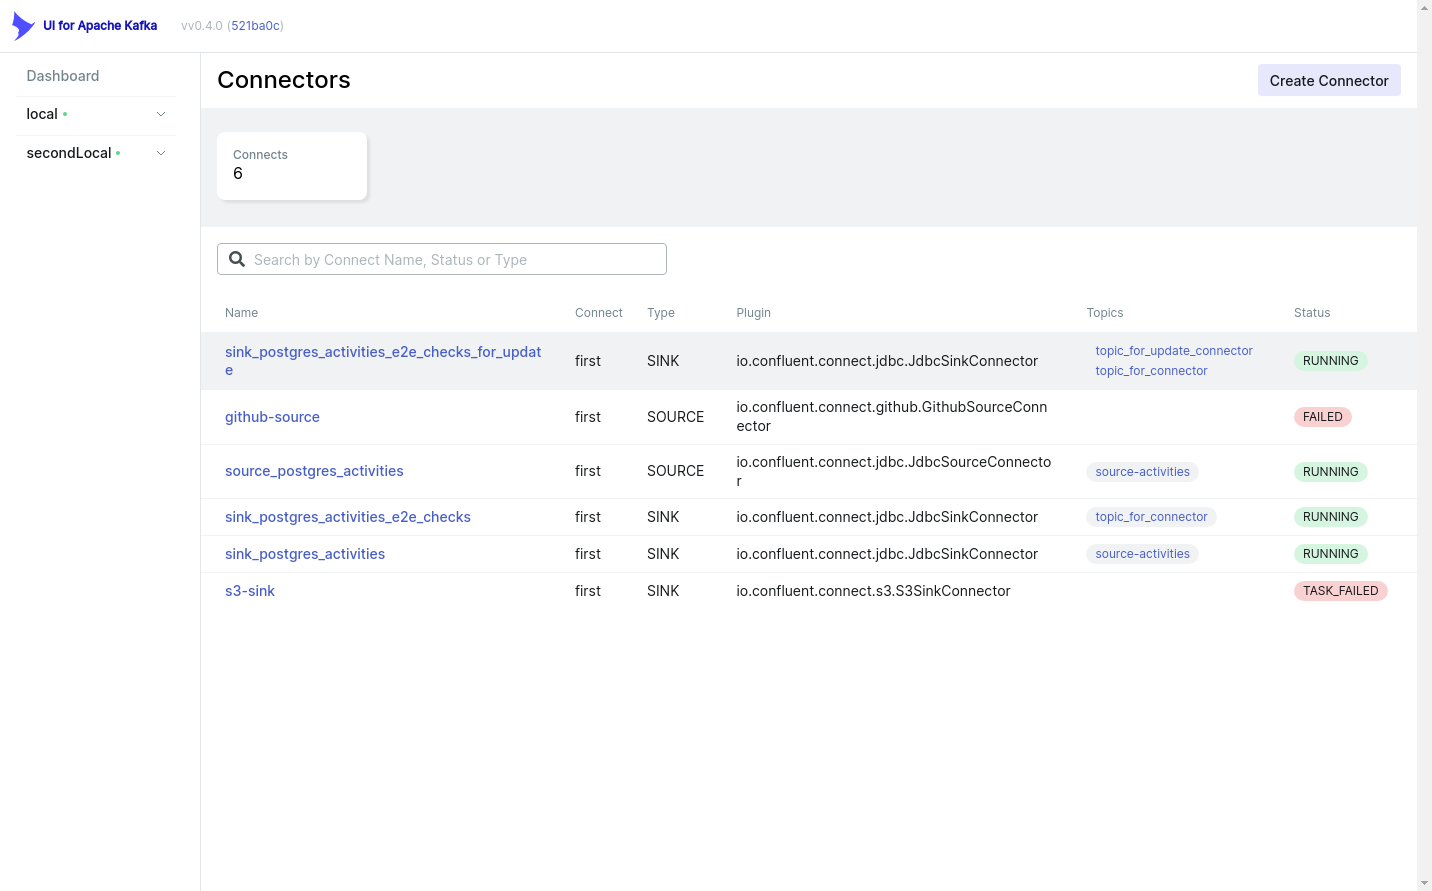 UI for Apache Kafka vv0.4.0 (521ba0c)
Dashboard
local
secondLocal
Connectors
Create Connector
Connects
6
Search by Connect Name, Status or Type
Name Connect Type Plugin Topics Status
sink_postgres_activities_e2e_checks_for_updat
e
first SINK io.confluent.connect.jdbc.JdbcSinkConnector
topic_for_update_connector
topic_for_connector
RUNNING
github-source first SOURCE
io.confluent.connect.github.GithubSourceConn
ector
FAILED
source_postgres_activities first SOURCE
io.confluent.connect.jdbc.JdbcSourceConnecto
r
source-activities RUNNING
sink_postgres_activities_e2e_checks first SINK io.confluent.connect.jdbc.JdbcSinkConnector topic_for_connector RUNNING
sink_postgres_activities first SINK io.confluent.connect.jdbc.JdbcSinkConnector source-activities RUNNING
s3-sink first SINK io.confluent.connect.s3.S3SinkConnector TASK_FAILED